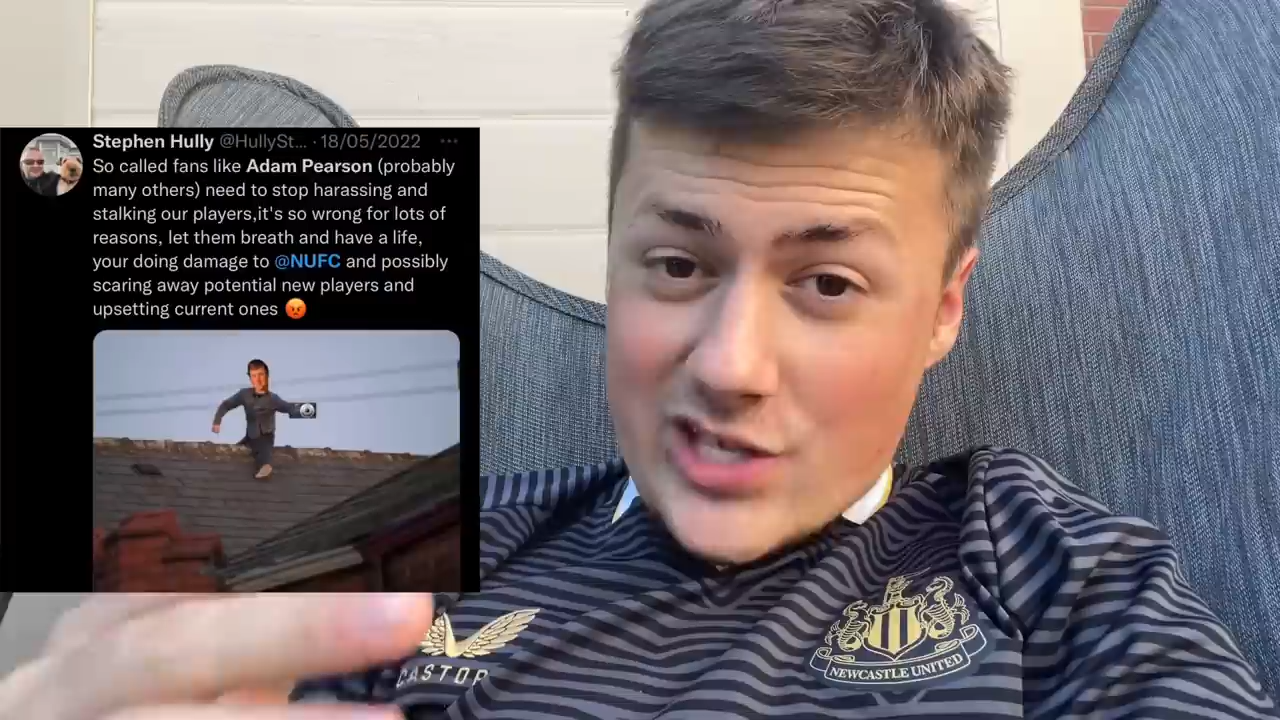 Stephen Hully @HullySt... · 18/05/2022 ...
So called fans like Adam Pearson (probably
many others) need to stop harassing and
stalking our players,it's so wrong for lots of
reasons, let them breath and have a life,
your doing damage to @NUFC and possibly
scaring away potential new players and
upsetting current ones 😡
CASTOR
NEWCASTLE UNITED